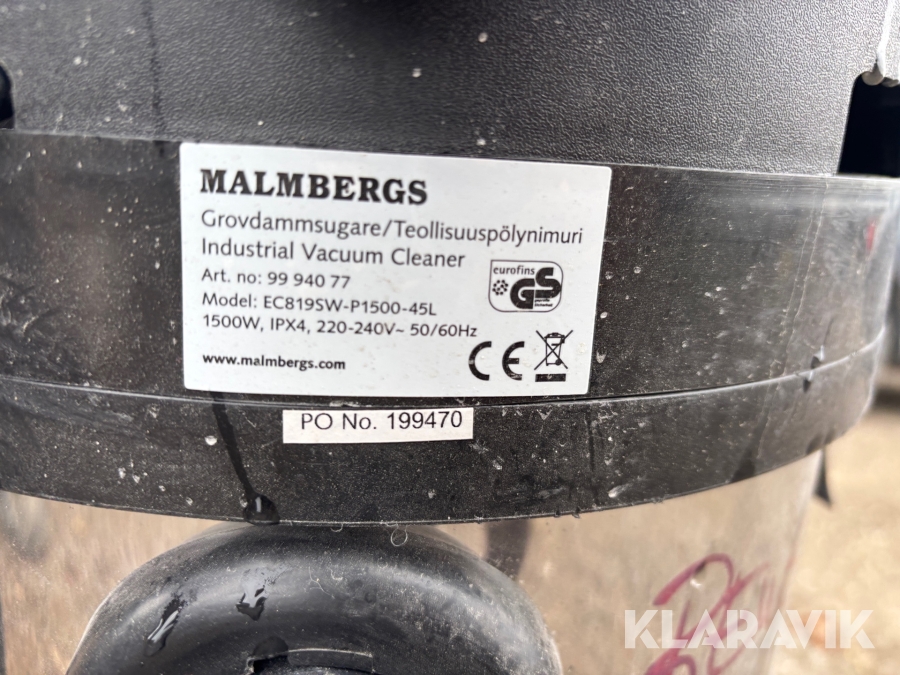 MALMBERGS
Grovdammsugare/Teollisuuspölynimuri
Industrial Vacuum Cleaner
Art. no: 99 940 77
Model: EC819SW-P1500-45L
1500W, IPX4, 220-240V~ 50/60Hz
www.malmbergs.com
eurofins
GS
CE
PO No. 199470
KLARAVIK